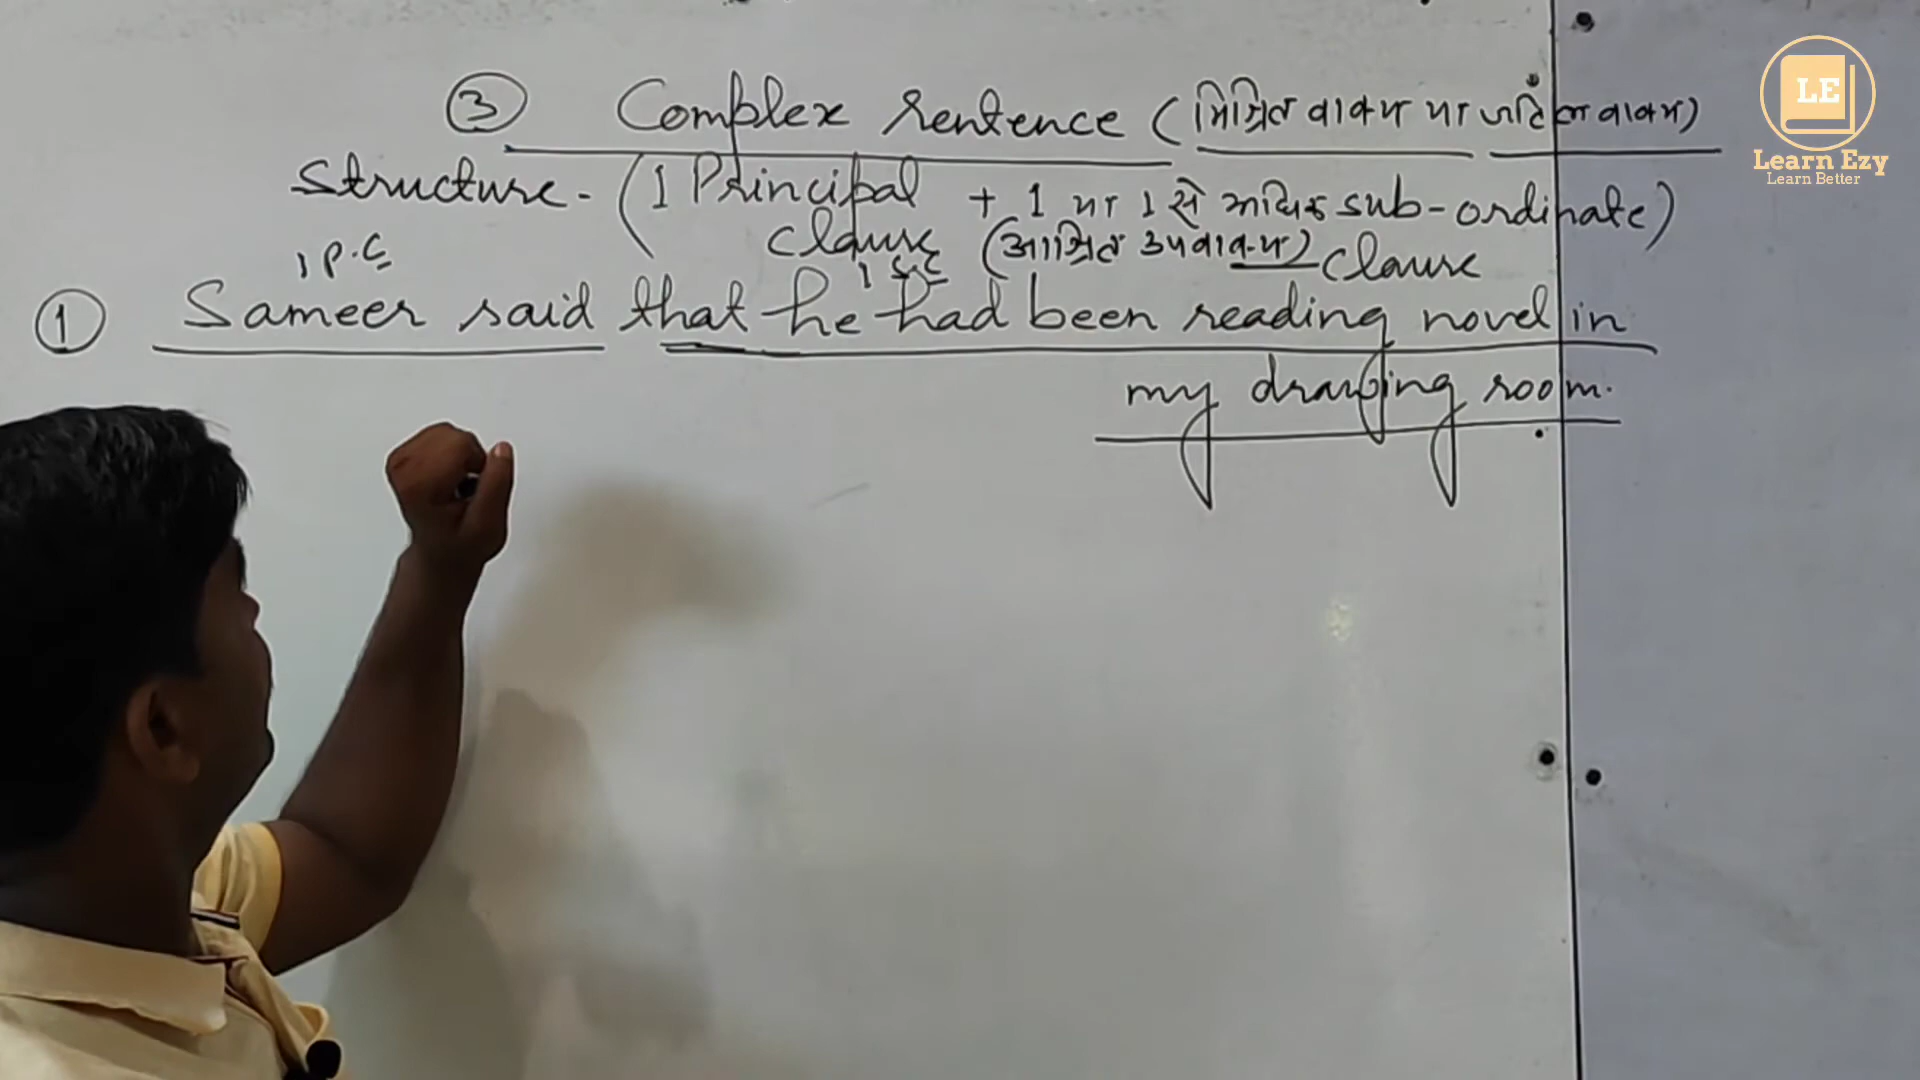 ③ Complex Sentence (मिश्रित वाक्य या जटिल वाक्य)
Structure - (1 Principal + 1 या 1 से अधिक sub-ordinate)
Clause (आश्रित उपवाक्य) Clause
1 P.C 1 S.C
① Sameer said that he had been reading novel in
my drawing room.
LE
Learn Ezy
Learn Better